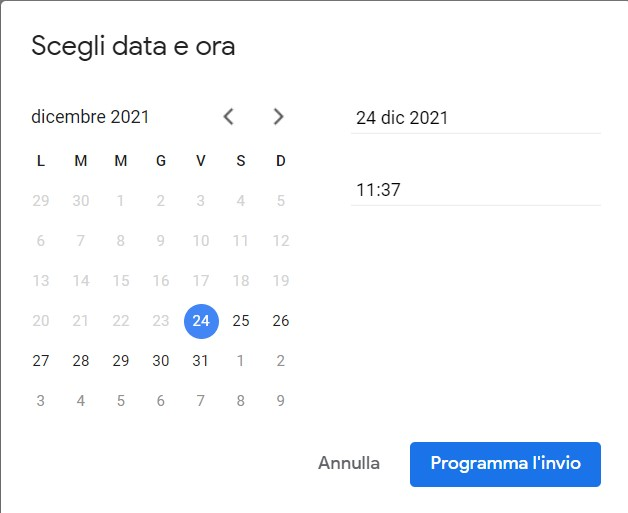 Scegli data e ora
dicembre 2021
24 dic 2021
11:37
L M M G V S D
29 30 1 2 3 4 5
6 7 8 9 10 11 12
13 14 15 16 17 18 19
20 21 22 23 24 25 26
27 28 29 30 31 1 2
3 4 5 6 7 8 9
Annulla
Programma l'invio